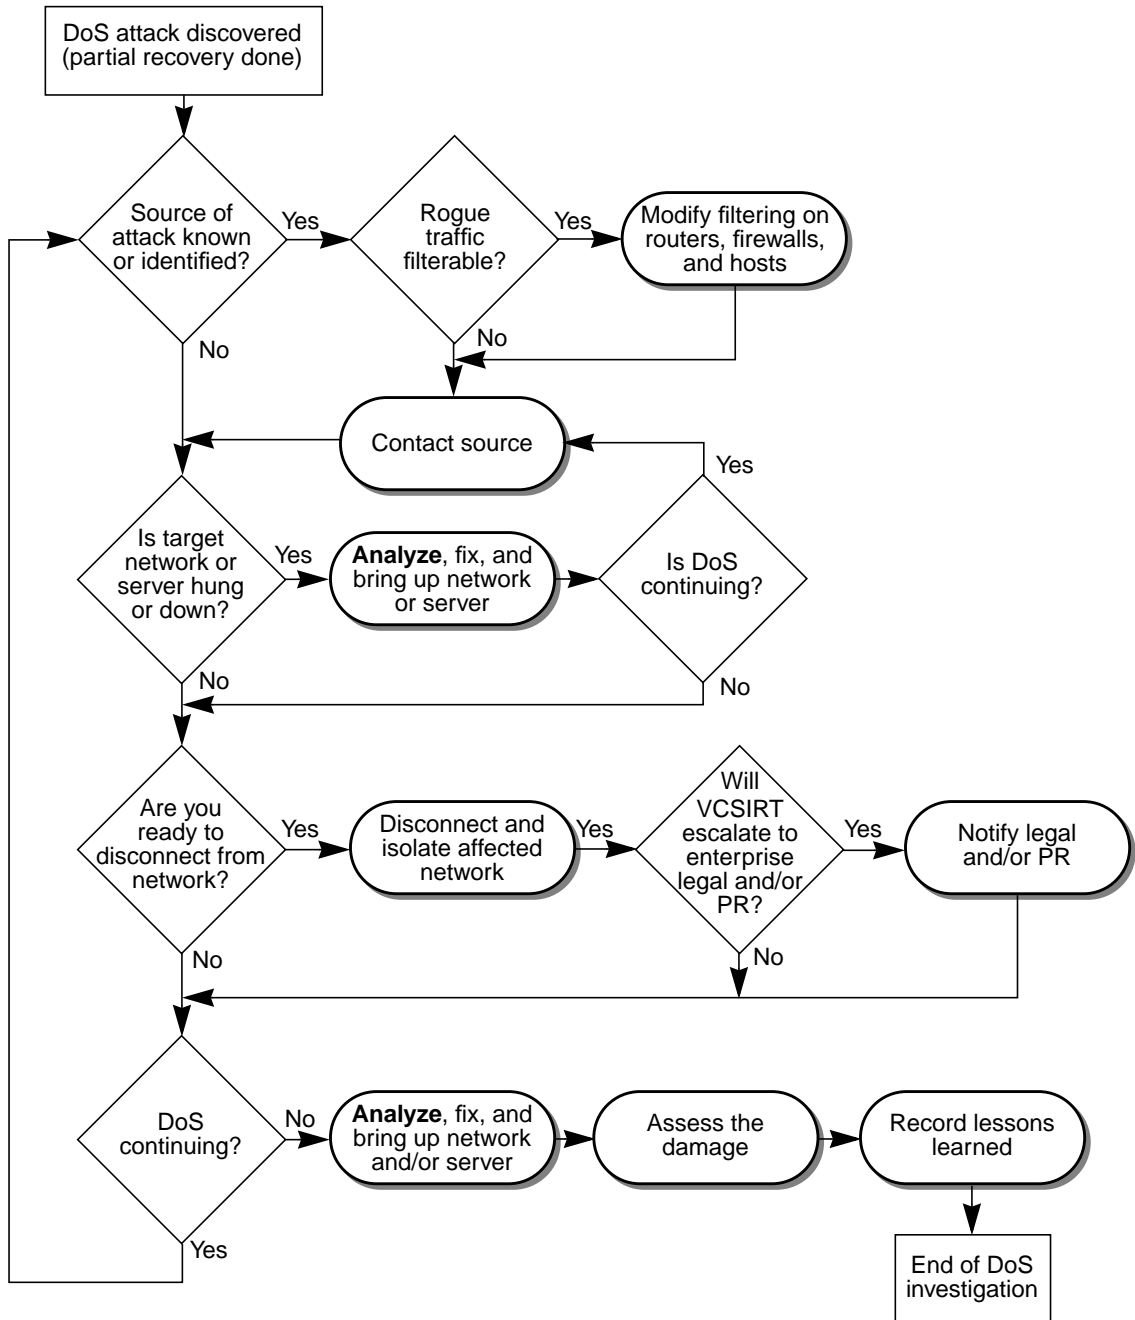 DoS attack discovered
(partial recovery done)
Source of
attack known
or identified?
Yes
Rogue
traffic
filterable?
Yes
Modify filtering on
routers, firewalls,
and hosts
No
No
Contact source
Yes
Is target
network or
server hung
or down?
Yes
Analyze, fix, and
bring up network
or server
Is DoS
continuing?
No
No
Are you
ready to
disconnect from
network?
Yes
Disconnect and
isolate affected
network
Yes
Will
VCSIRT
escalate to
enterprise
legal and/or
PR?
Yes
Notify legal
and/or PR
No
No
DoS
continuing?
No
Analyze, fix, and
bring up network
and/or server
Assess the
damage
Record lessons
learned
Yes
End of DoS
investigation